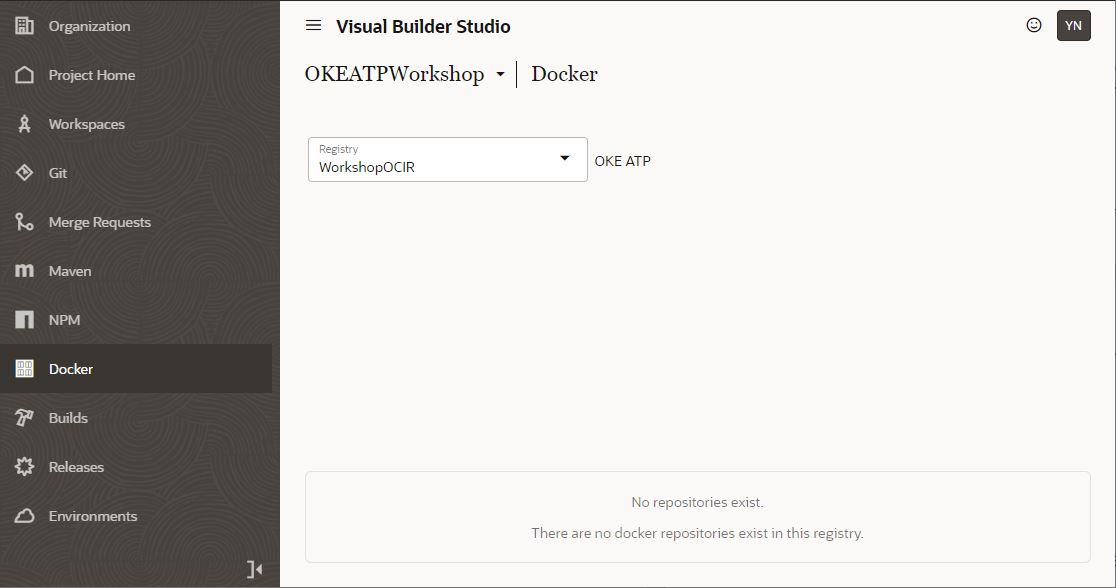 Organization
Project Home
Workspaces
Git
Merge Requests
Maven
NPM
Docker
Builds
Releases
Environments
Visual Builder Studio
YN
OKEATPWorkshop
Docker
Registry
WorkshopOCIR
OKE ATP
No repositories exist.
There are no docker repositories exist in this registry.